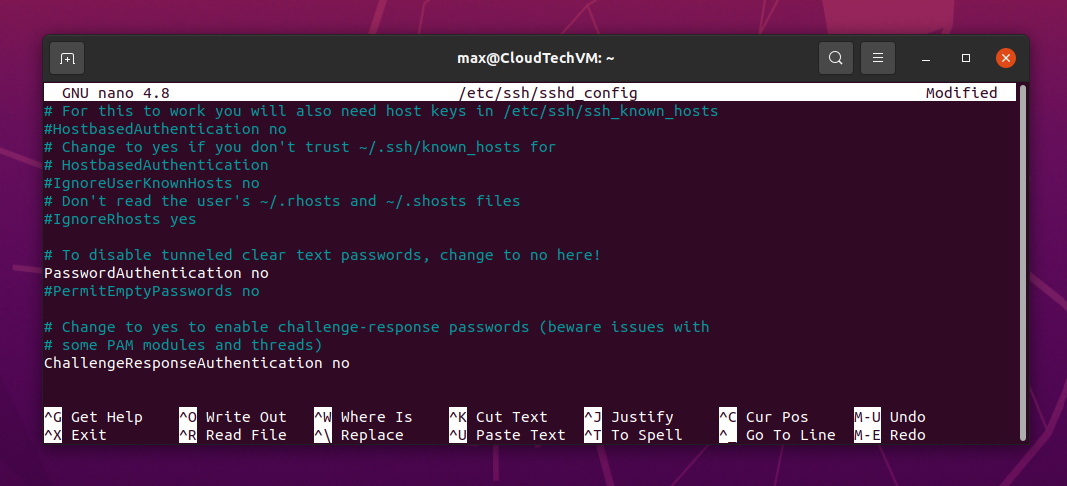 max@CloudTechVM: ~
GNU nano 4.8 /etc/ssh/sshd_config Modified
# For this to work you will also need host keys in /etc/ssh/ssh_known_hosts
#HostbasedAuthentication no
# Change to yes if you don't trust ~/.ssh/known_hosts for
# HostbasedAuthentication
#IgnoreUserKnownHosts no
# Don't read the user's ~/.rhosts and ~/.shosts files
#IgnoreRhosts yes
# To disable tunneled clear text passwords, change to no here!
PasswordAuthentication no
#PermitEmptyPasswords no
# Change to yes to enable challenge-response passwords (beware issues with
# some PAM modules and threads)
ChallengeResponseAuthentication no
^G Get Help ^O Write Out ^W Where Is ^K Cut Text ^J Justify ^C Cur Pos M-U Undo
^X Exit ^R Read File ^\ Replace ^U Paste Text ^T To Spell ^_ Go To Line M-E Redo